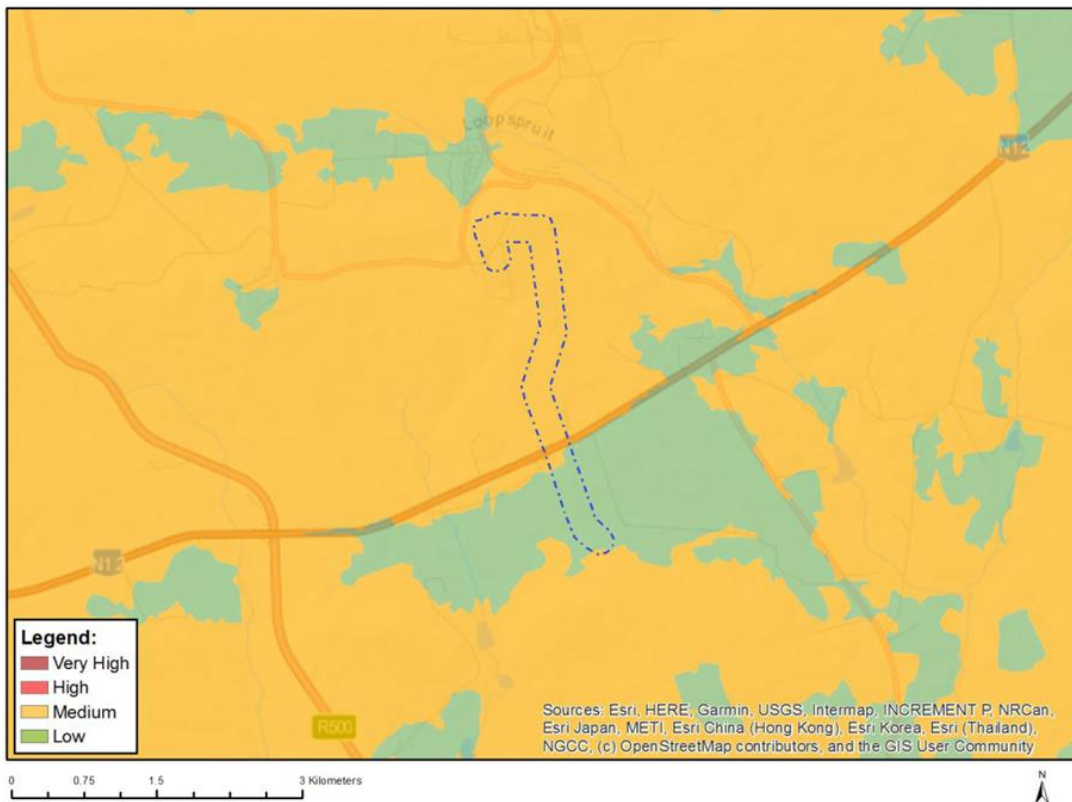 Loopspruit
N12
N12
R500
Legend:
Very High
High
Medium
Low
Sources: Esri, HERE, Garmin, USGS, Intermap, INCREMENT P, NRCan,
Esri Japan, METI, Esri China (Hong Kong), Esri Korea, Esri (Thailand),
NGCC, (c) OpenStreetMap contributors, and the GIS User Community
0 0.75 1.5 3 Kilometers
N